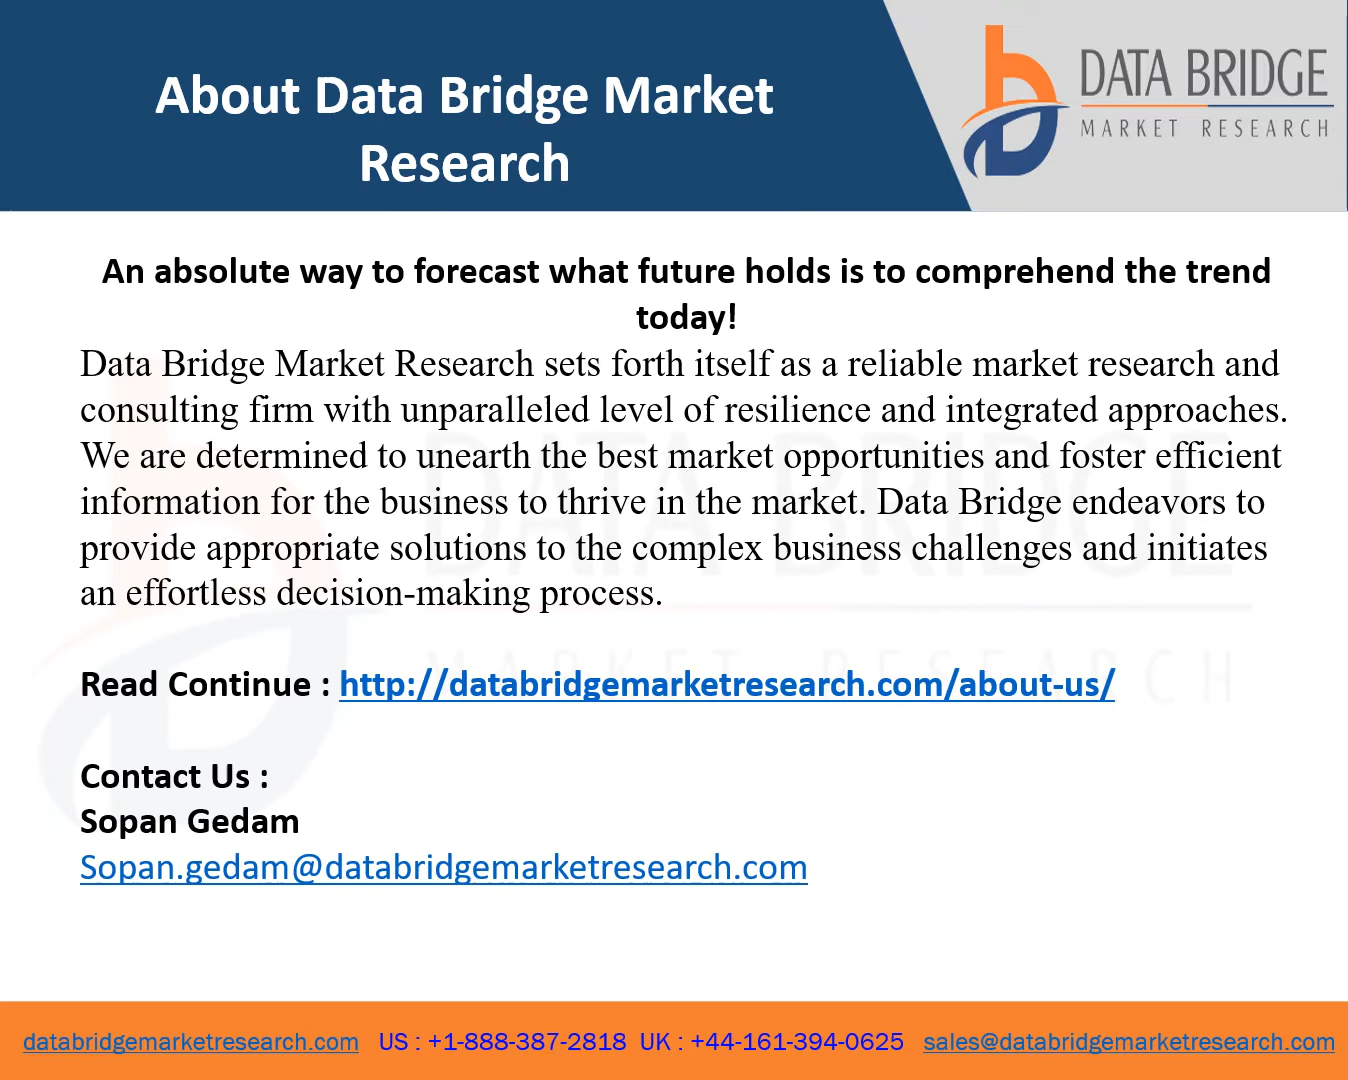 About Data Bridge Market
Research
DATA BRIDGE
MARKET RESEARCH
An absolute way to forecast what future holds is to comprehend the trend
today!
Data Bridge Market Research sets forth itself as a reliable market research and
consulting firm with unparalleled level of resilience and integrated approaches.
We are determined to unearth the best market opportunities and foster efficient
information for the business to thrive in the market. Data Bridge endeavors to
provide appropriate solutions to the complex business challenges and initiates
an effortless decision-making process.
DATA BRIDGE
MARKET RESEARCH
Read Continue : http://databridgemarketresearch.com/about-us/
Contact Us :
Sopan Gedam
Sopan.gedam@databridgemarketresearch.com
databridgemarketresearch.com US : +1-888-387-2818 UK : +44-161-394-0625 sales@databridgemarketresearch.com